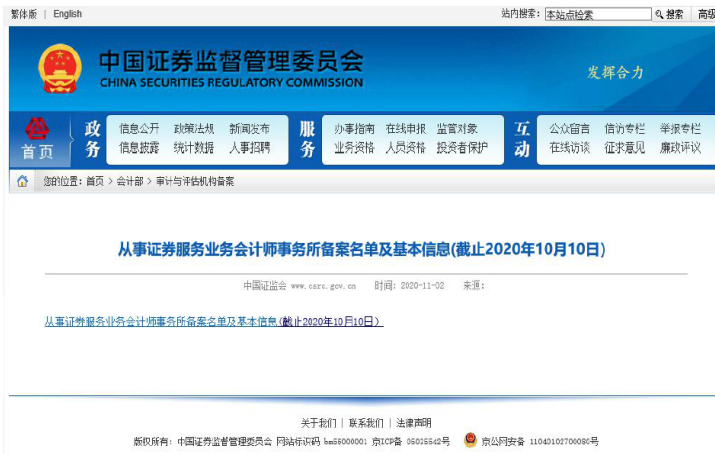 繁体版 | English
站内搜索: 本站点检索 搜索 高级
中国证券监督管理委员会
CHINA SECURITIES REGULATORY COMMISSION
发挥合力
首页
政务
信息公开 政策法规 新闻发布
信息披露 统计数据 人事招聘
服务
办事指南 在线申报 监管对象
业务资格 人员资格 投资者保护
互动
公众留言 信访专栏 举报专栏
在线访谈 征求意见 廉政评议
您的位置: 首页 > 会计部 > 审计与评估机构备案
从事证券服务业务会计师事务所备案名单及基本信息(截止2020年10月10日)
中国证监会 www.csrc.gov.cn 时间: 2020-11-02 来源:
从事证券服务业务会计师事务所备案名单及基本信息(截止2020年10月10日)
关于我们 | 联系我们 | 法律声明
版权所有: 中国证券监督管理委员会 网站标识码 bm56000001 京ICP备 05035542号 京公网安备 11040102700080号